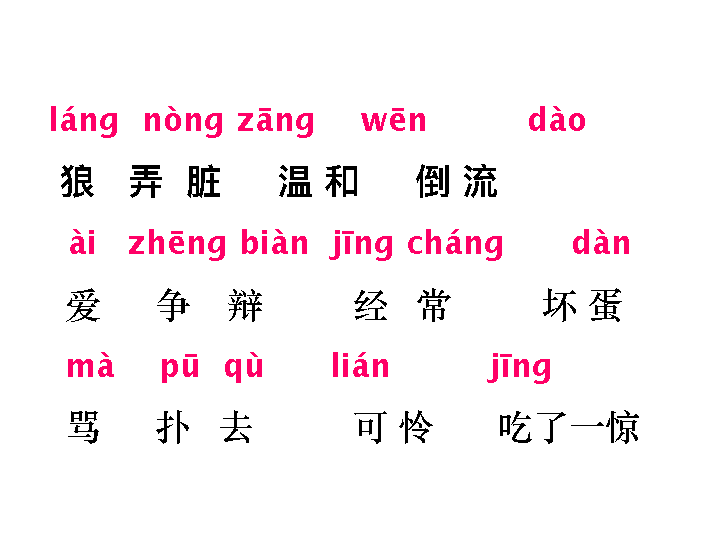 láng nòng zāng wēn dào
狼 弄 脏 温 和 倒 流
ài zhēng biàn jīng cháng dàn
爱 争 辩 经 常 坏 蛋
mà pū qù lián jīng
骂 扑 去 可 怜 吃了一惊